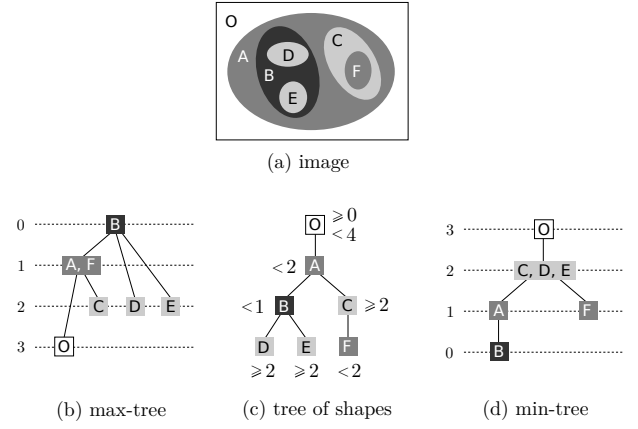 O
A
B
D
E
C
F
(a) image
0
B
1
A, F
2
C
D
E
3
O
(b) max-tree
O
⩾0
<4
<2
A
<1
B
C
⩾2
D
E
F
⩾2
⩾2
<2
(c) tree of shapes
3
O
2
C, D, E
1
A
F
0
B
(d) min-tree